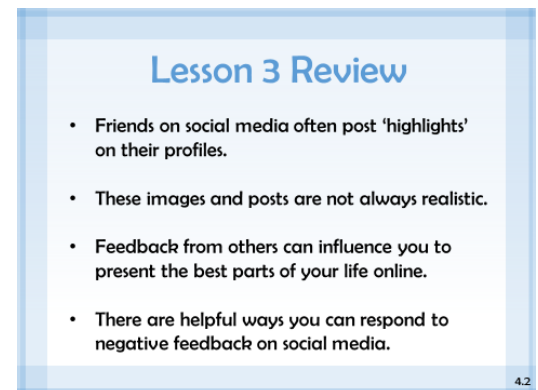 Lesson 3 Review
• Friends on social media often post ‘highlights’
on their profiles.
• These images and posts are not always realistic.
• Feedback from others can influence you to
present the best parts of your life online.
• There are helpful ways you can respond to
negative feedback on social media.
4.2